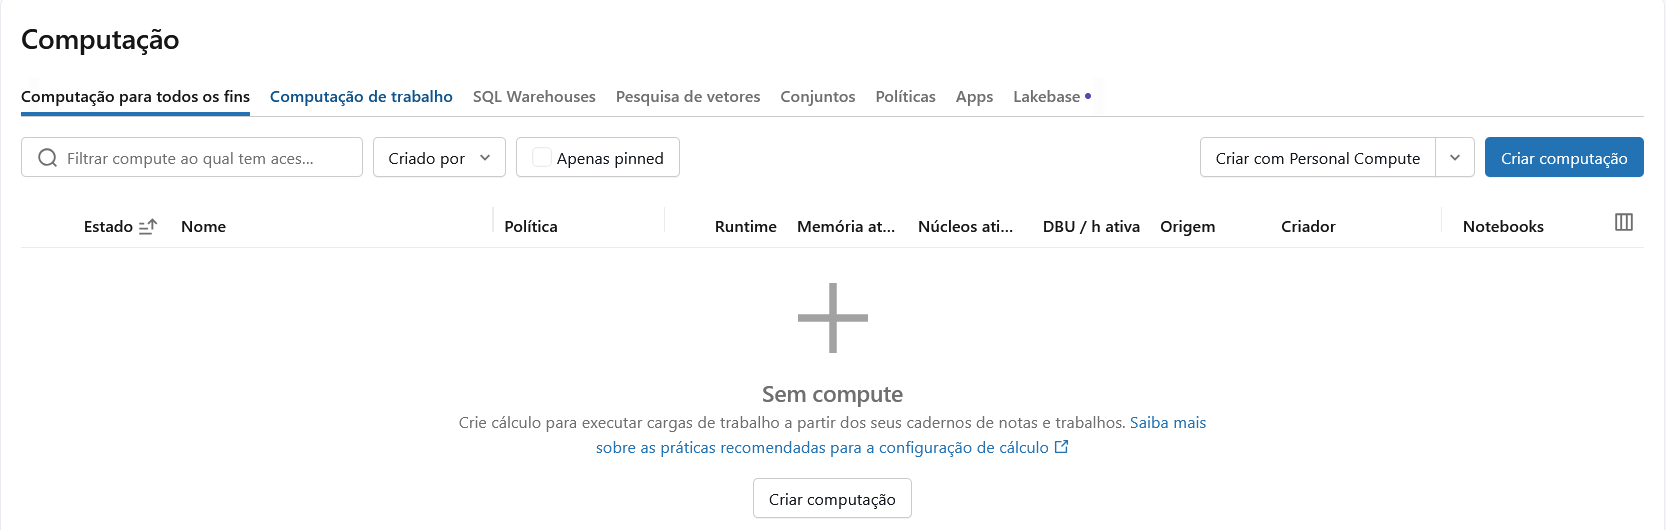 Computação
Computação para todos os fins Computação de trabalho SQL Warehouses Pesquisa de vetores Conjuntos Políticas Apps Lakebase
Filtrar compute ao qual tem aces... Criado por Apenas pinned Criar com Personal Compute Criar computação
Estado Nome Política Runtime Memória at... Núcleos ati... DBU / h ativa Origem Criador Notebooks
Sem compute
Crie cálculo para executar cargas de trabalho a partir dos seus cadernos de notas e trabalhos. Saiba mais
sobre as práticas recomendadas para a configuração de cálculo
Criar computação